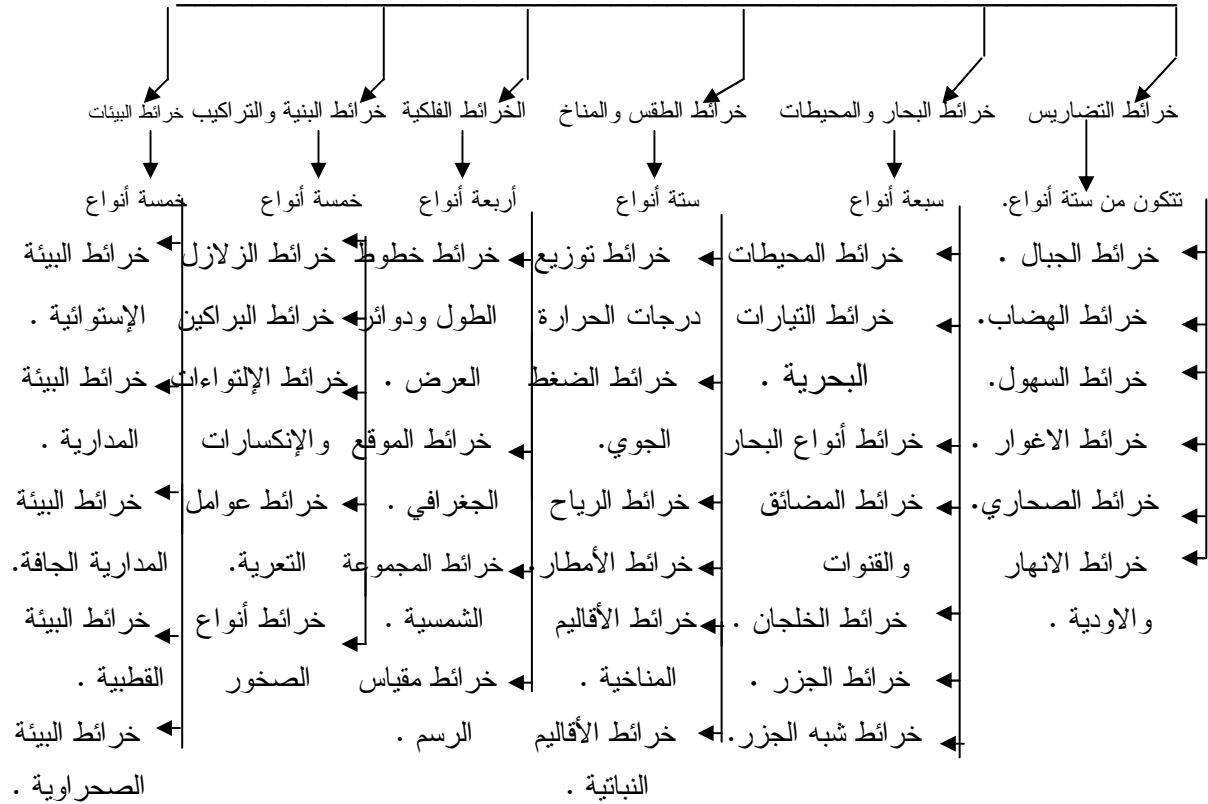 خرائط التضاريس
تتكون من ستة أنواع.
خرائط الجبال .
خرائط الهضاب.
خرائط السهول.
خرائط الاغوار .
خرائط الصحاري.
خرائط الانهار
والاودية .
خرائط البحار والمحيطات
سبعة أنواع
خرائط المحيطات
خرائط التيارات
البحرية .
خرائط أنواع البحار
خرائط المضائق
والقنوات
خرائط الخلجان .
خرائط الجزر .
خرائط شبه الجزر.
خرائط الطقس والمناخ
ستة أنواع
خرائط توزيع
درجات الحرارة
خرائط الضغط
الجوي.
خرائط الرياح
خرائط الأمطار.
خرائط الأقاليم
المناخية .
خرائط الأقاليم
النباتية .
الخرائط الفلكية
أربعة أنواع
خرائط خطوط
الطول ودوائر
العرض .
خرائط الموقع
الجغرافي .
خرائط المجموعة
الشمسية .
خرائط مقياس
الرسم .
خرائط البنية والتراكيب
خمسة أنواع
خرائط الزلازل
خرائط البراكين
خرائط الإلتواءات
والإنكسارات
خرائط عوامل
التعرية.
خرائط أنواع
الصخور
خرائط البيئات
خمسة أنواع
خرائط البيئة
الإستوائية .
خرائط البيئة
المدارية .
خرائط البيئة
المدارية الجافة.
خرائط البيئة
القطبية .
خرائط البيئة
الصحراوية .